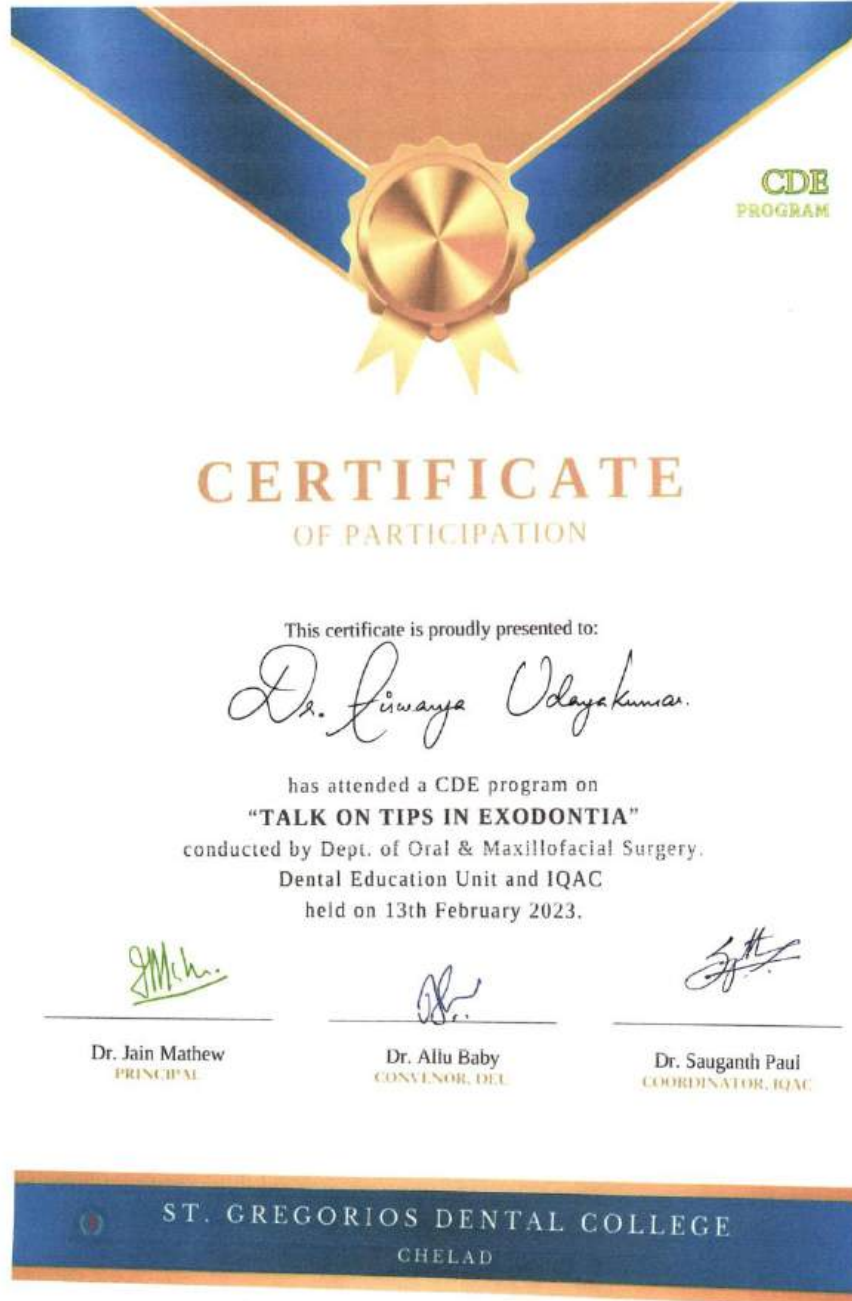 CDE
PROGRAM
CERTIFICATE
OF PARTICIPATION
This certificate is proudly presented to:
Dr. Aiswarya Udayakumar.
has attended a CDE program on
“TALK ON TIPS IN EXODONTIA”
conducted by Dept. of Oral & Maxillofacial Surgery,
Dental Education Unit and IQAC
held on 13th February 2023.
Dr. Jain Mathew
PRINCIPAL
Dr. Allu Baby
CONVENOR, DEU
Dr. Sauganth Paul
COORDINATOR, IQAC
ST. GREGORIOS DENTAL COLLEGE
CHELAD